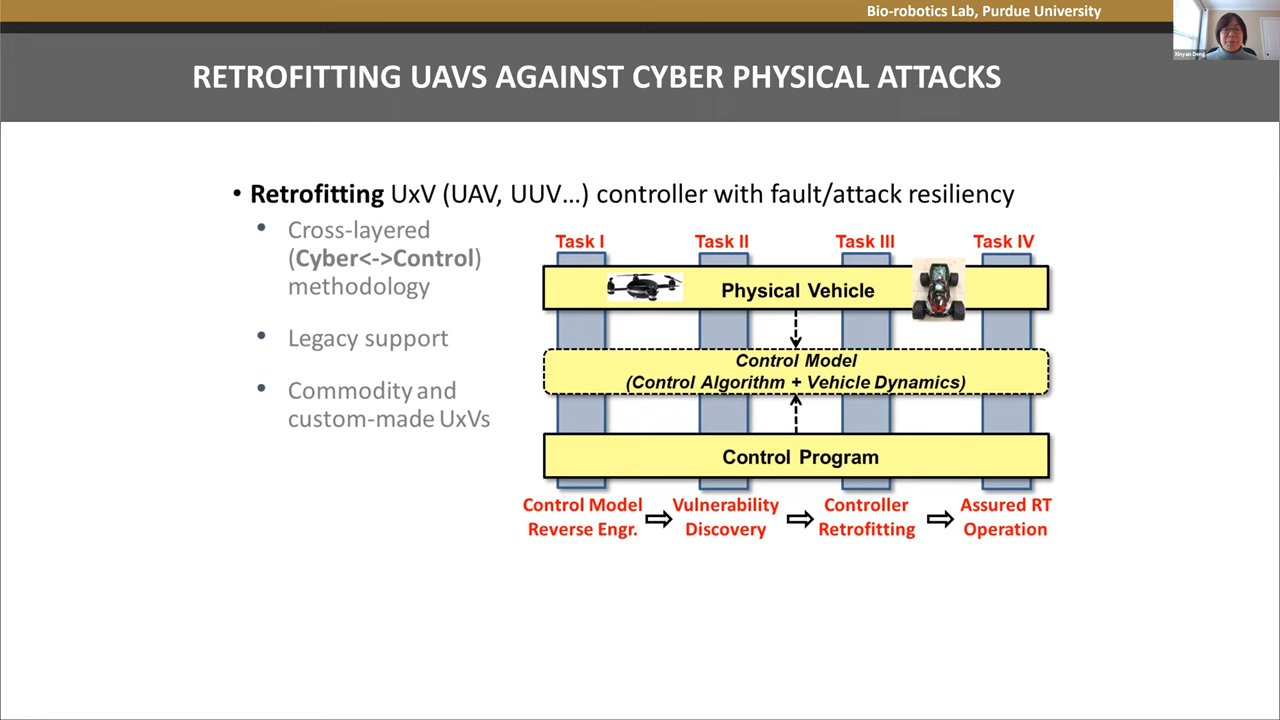 Bio-robotics Lab, Purdue University
Xinyan Deng
RETROFITTING UAVS AGAINST CYBER PHYSICAL ATTACKS
• Retrofitting UxV (UAV, UUV...) controller with fault/attack resiliency
• Cross-layered
(Cyber<->Control)
methodology
• Legacy support
• Commodity and
custom-made UxVs
Task I Task II Task III Task IV
Physical Vehicle
Control Model
(Control Algorithm + Vehicle Dynamics)
Control Program
Control Model Vulnerability Controller Assured RT
Reverse Engr. Discovery Retrofitting Operation